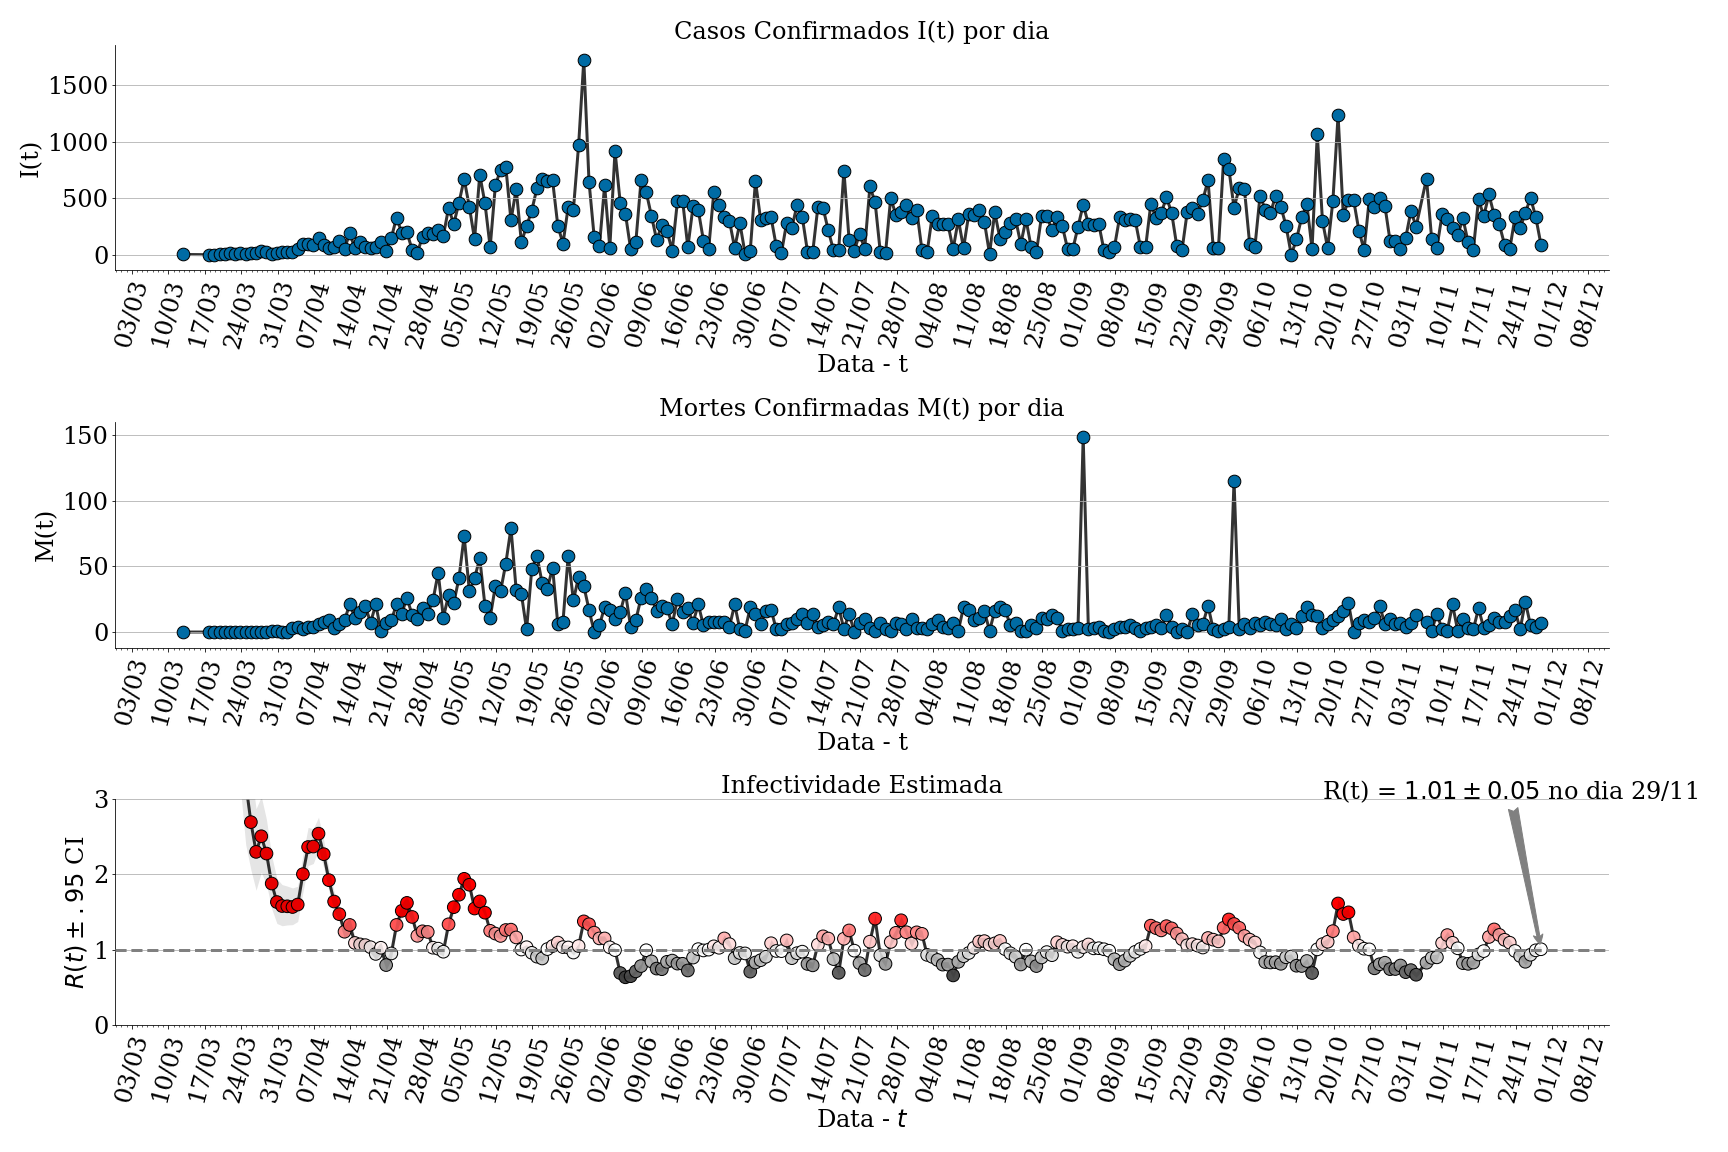 Casos Confirmados I(t) por dia
1500
1000
500
0
I(t)
03/03 10/03 17/03 24/03 31/03 07/04 14/04 21/04 28/04 05/05 12/05 19/05 26/05 02/06 09/06 16/06 23/06 30/06 07/07 14/07 21/07 28/07 04/08 11/08 18/08 25/08 01/09 08/09 15/09 22/09 29/09 06/10 13/10 20/10 27/10 03/11 10/11 17/11 24/11 01/12 08/12
Data - t
Mortes Confirmadas M(t) por dia
150
100
50
0
M(t)
03/03 10/03 17/03 24/03 31/03 07/04 14/04 21/04 28/04 05/05 12/05 19/05 26/05 02/06 09/06 16/06 23/06 30/06 07/07 14/07 21/07 28/07 04/08 11/08 18/08 25/08 01/09 08/09 15/09 22/09 29/09 06/10 13/10 20/10 27/10 03/11 10/11 17/11 24/11 01/12 08/12
Data - t
Infectividade Estimada
R(t) = 1.01 ± 0.05 no dia 29/11
3
2
1
0
R(t) ± .95 CI
03/03 10/03 17/03 24/03 31/03 07/04 14/04 21/04 28/04 05/05 12/05 19/05 26/05 02/06 09/06 16/06 23/06 30/06 07/07 14/07 21/07 28/07 04/08 11/08 18/08 25/08 01/09 08/09 15/09 22/09 29/09 06/10 13/10 20/10 27/10 03/11 10/11 17/11 24/11 01/12 08/12
Data - t